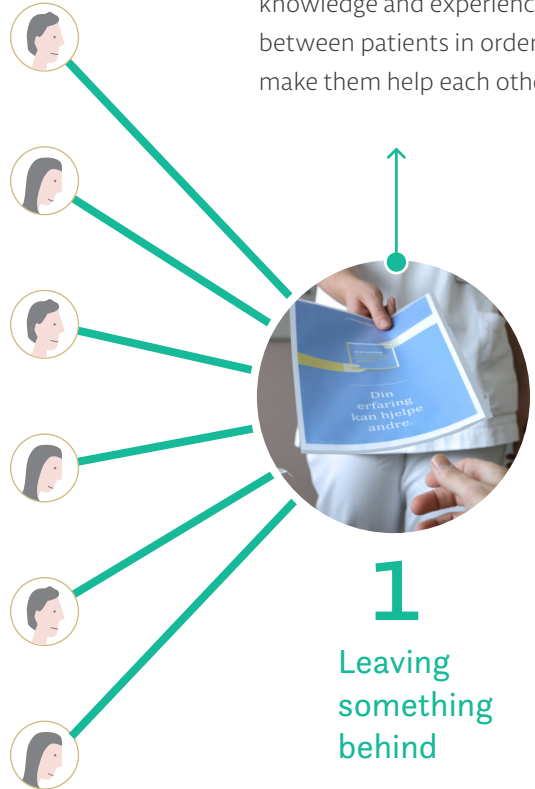 knowledge and experienc
between patients in order
make them help each othe
Din
erfaring
kan hjelpe
andre.
1
Leaving
something
behind